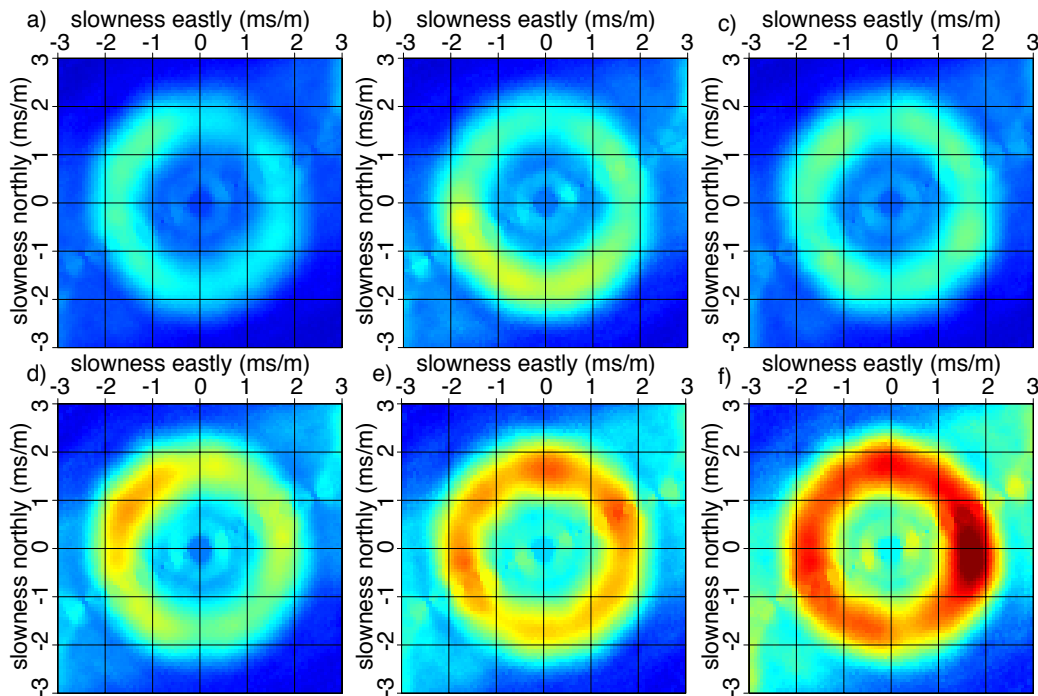 a) slowness eastly (ms/m) b) slowness eastly (ms/m) c) slowness eastly (ms/m)
-3 -2 -1 0 1 2 3 -3 -2 -1 0 1 2 3 -3 -2 -1 0 1 2 3
slowness northly (ms/m) slowness northly (ms/m) slowness northly (ms/m)
3 3 3
2 2 2
1 1 1
0 0 0
-1 -1 -1
-2 -2 -2
-3 -3 -3
d) slowness eastly (ms/m) e) slowness eastly (ms/m) f) slowness eastly (ms/m)
-3 -2 -1 0 1 2 3 -3 -2 -1 0 1 2 3 -3 -2 -1 0 1 2 3
slowness northly (ms/m) slowness northly (ms/m) slowness northly (ms/m)
3 3 3
2 2 2
1 1 1
0 0 0
-1 -1 -1
-2 -2 -2
-3 -3 -3